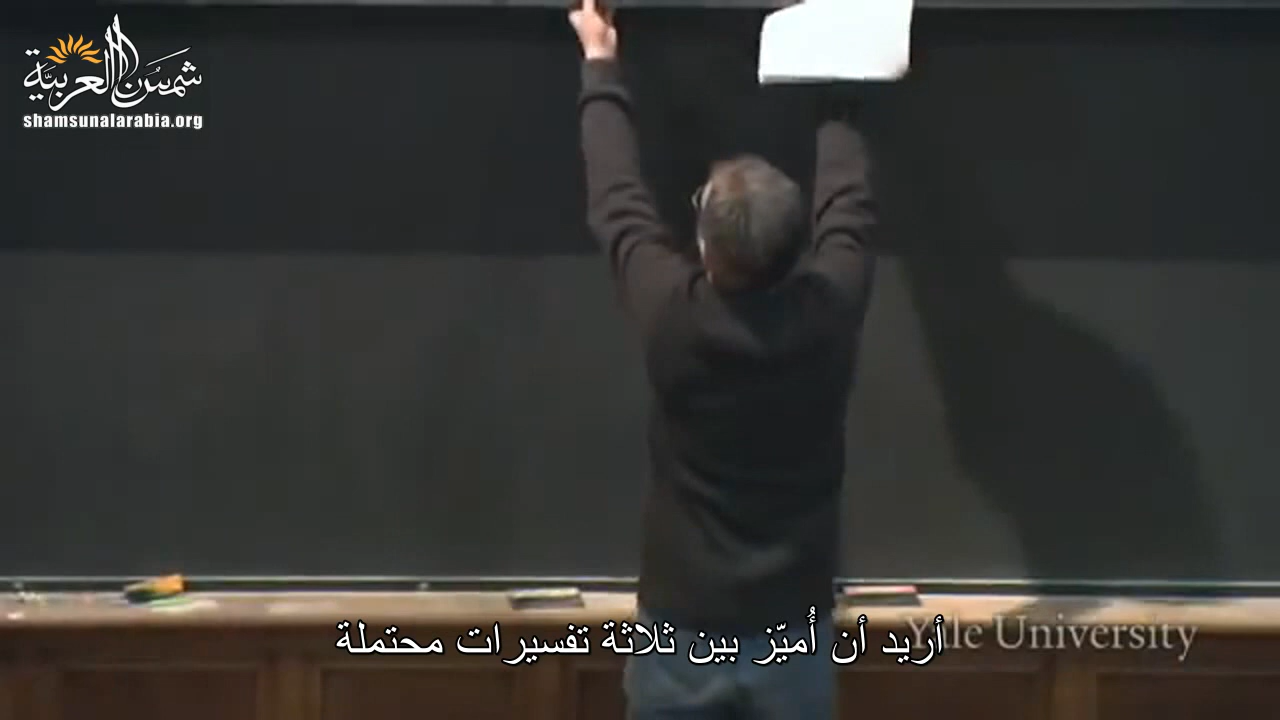 شمس العربية
shamsunalarabia.org
أريد أن أُميّز بين ثلاثة تفسيرات محتملة
Yale University